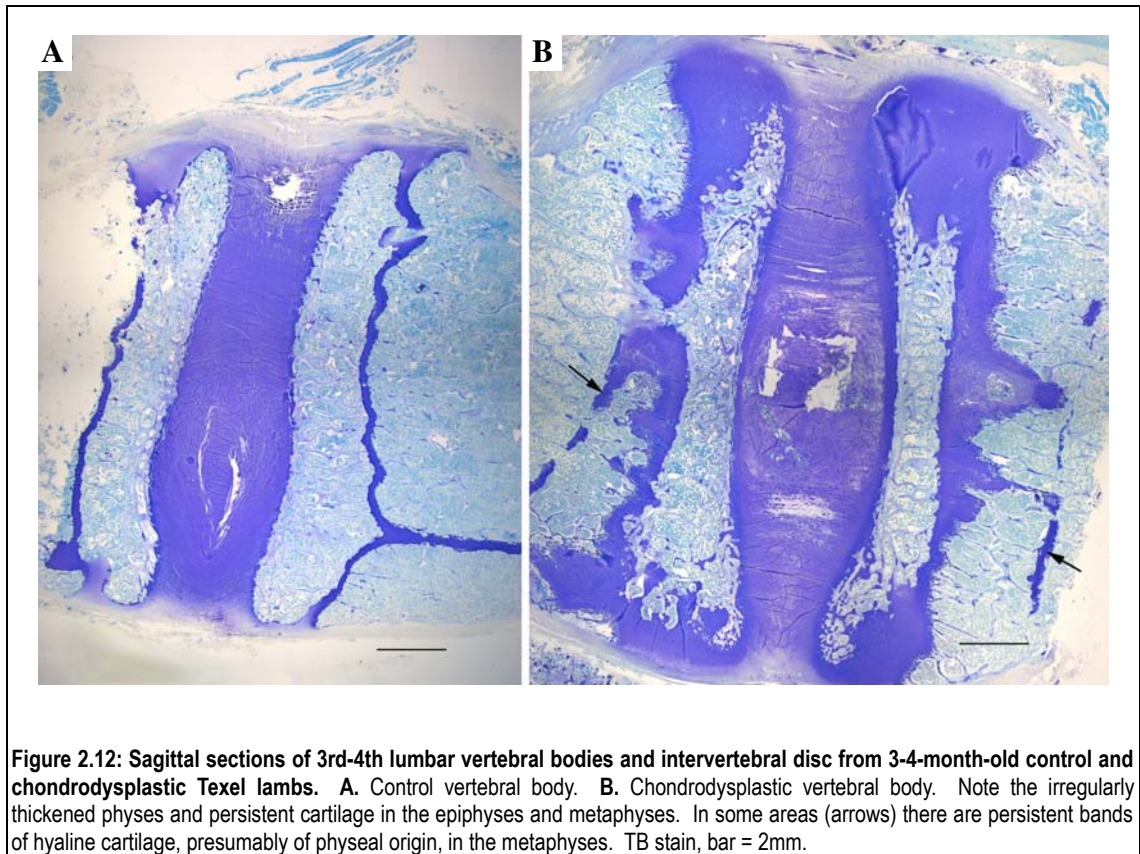 A B
Figure 2.12: Sagittal sections of 3rd-4th lumbar vertebral bodies and intervertebral disc from 3-4-month-old control and
chondrodysplastic Texel lambs. A. Control vertebral body. B. Chondrodysplastic vertebral body. Note the irregularly
thickened physes and persistent cartilage in the epiphyses and metaphyses. In some areas (arrows) there are persistent bands
of hyaline cartilage, presumably of physeal origin, in the metaphyses. TB stain, bar = 2mm.